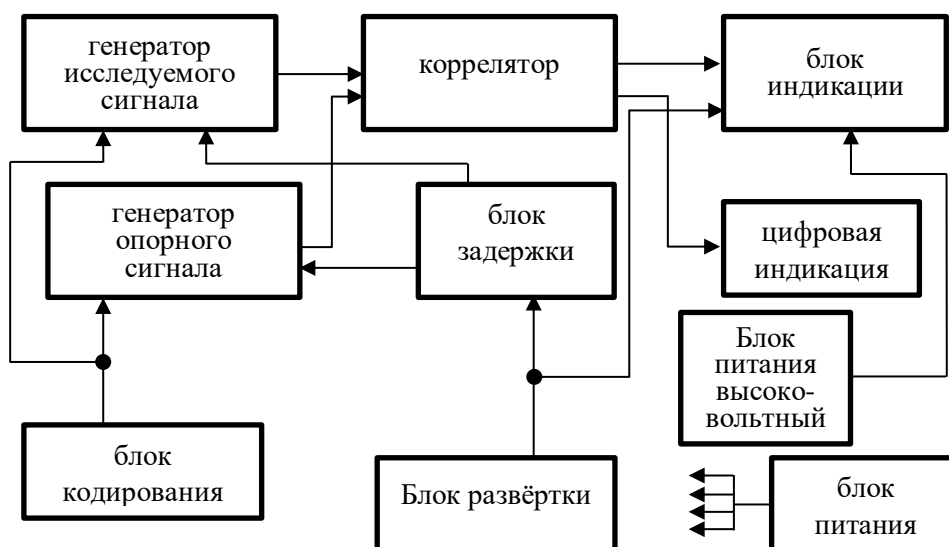 генератор
исследуемого
сигнала
коррелятор
блок
индикации
генератор
опорного
сигнала
блок
задержки
цифровая
индикация
Блок
питания
высоко-
вольтный
блок
кодирования
Блок развёртки
блок
питания